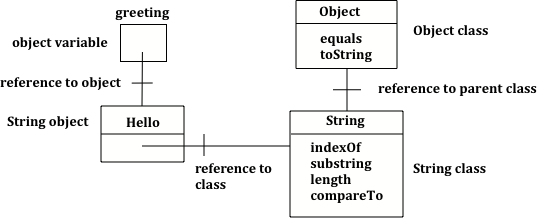 greeting
object variable
reference to object
String object
Hello
reference to
class
Object
equals
toString
Object class
reference to parent class
String
indexOf
substring
length
compareTo
String class